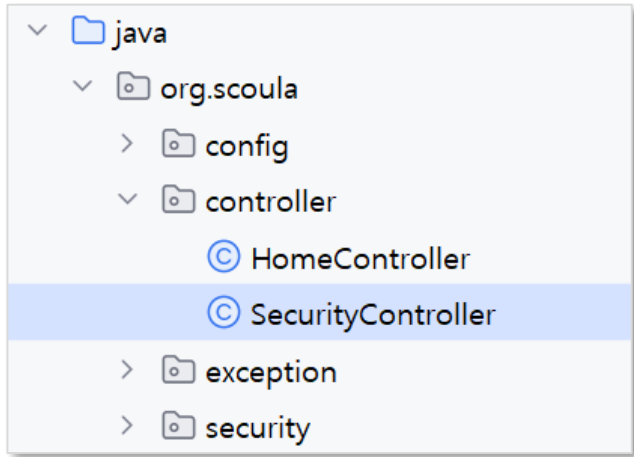 java
org.scoula
config
controller
HomeController
SecurityController
exception
security